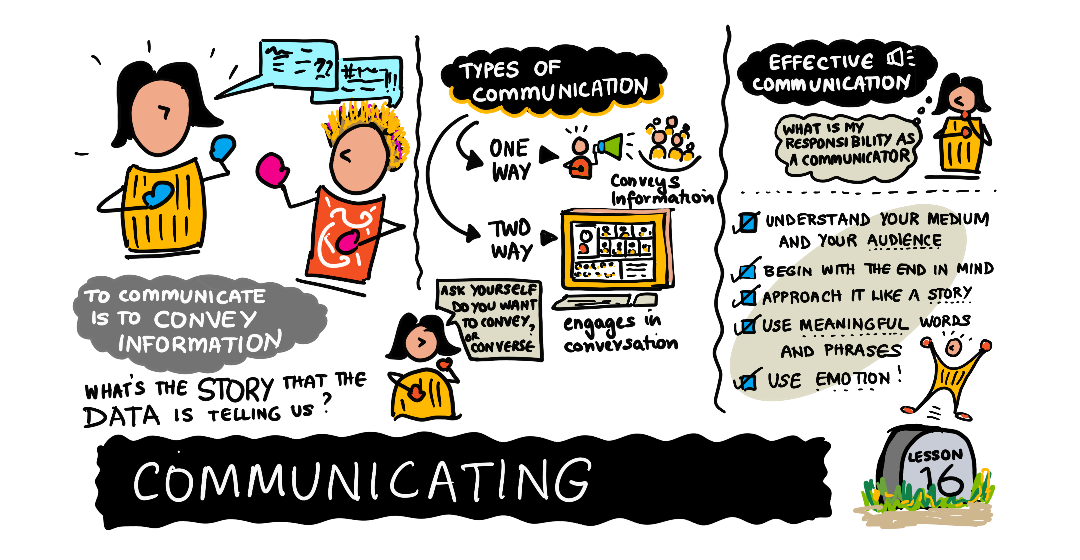 ??
!!!
TO COMMUNICATE
IS TO CONVEY
INFORMATION
WHAT'S THE STORY THAT THE
DATA IS TELLING US?
TYPES OF
COMMUNICATION
ONE
WAY
Conveys
Information
TWO
WAY
engages in
conversation
ASK YOURSELF
DO YOU WANT
TO CONVEY,
OR
CONVERSE?
EFFECTIVE
COMMUNICATION
WHAT IS MY
RESPONSIBILITY AS
A COMMUNICATOR
UNDERSTAND YOUR MEDIUM
AND YOUR AUDIENCE
BEGIN WITH THE END IN MIND
APPROACH IT LIKE A STORY
USE MEANINGFUL WORDS
AND PHRASES
USE EMOTION!
COMMUNICATING
LESSON
16